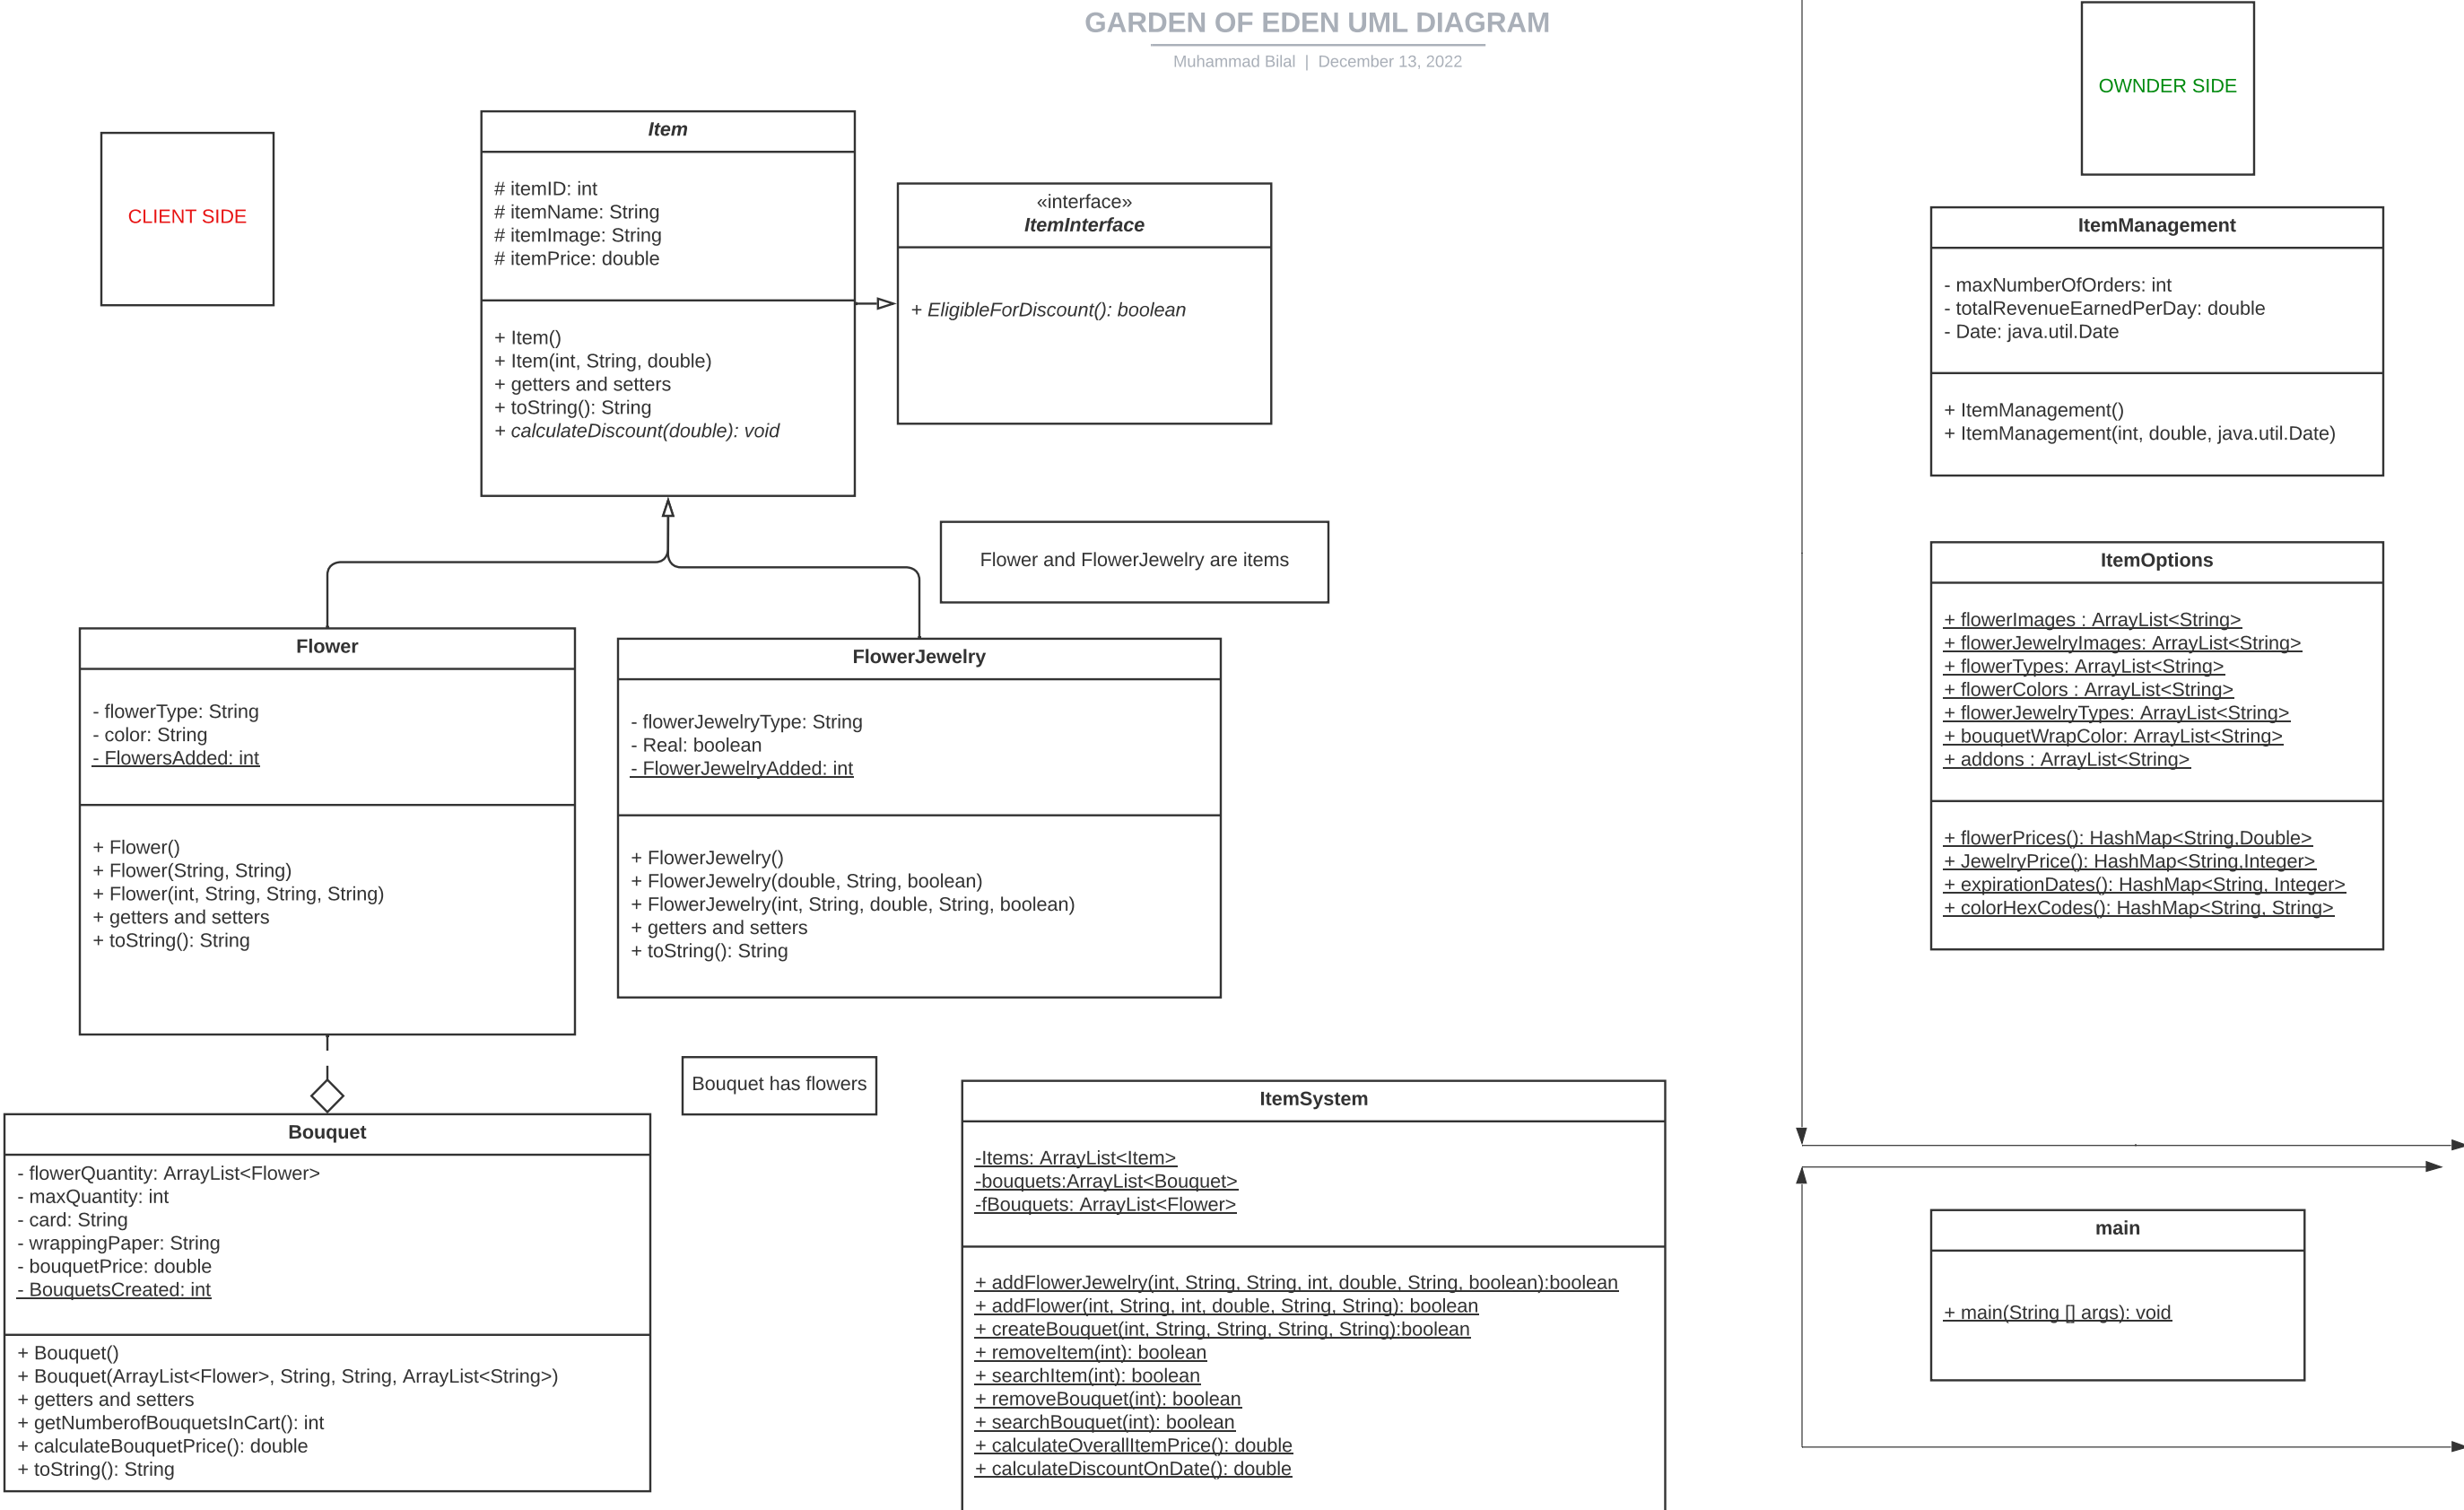 GARDEN OF EDEN UML DIAGRAM
Muhammad Bilal | December 13, 2022
CLIENT SIDE
Item
# itemID: int
# itemName: String
# itemImage: String
# itemPrice: double
+ Item()
+ Item(int, String, double)
+ getters and setters
+ toString(): String
+ calculateDiscount(double): void
«interface»
ItemInterface
+ EligibleForDiscount(): boolean
Flower and FlowerJewelry are items
Flower
- flowerType: String
- color: String
- FlowersAdded: int
+ Flower()
+ Flower(String, String)
+ Flower(int, String, String, String)
+ getters and setters
+ toString(): String
FlowerJewelry
- flowerJewelryType: String
- Real: boolean
- FlowerJewelryAdded: int
+ FlowerJewelry()
+ FlowerJewelry(double, String, boolean)
+ FlowerJewelry(int, String, double, String, boolean)
+ getters and setters
+ toString(): String
Bouquet has flowers
Bouquet
- flowerQuantity: ArrayList<Flower>
- maxQuantity: int
- card: String
- wrappingPaper: String
- bouquetPrice: double
- BouquetsCreated: int
+ Bouquet()
+ Bouquet(ArrayList<Flower>, String, String, ArrayList<String>)
+ getters and setters
+ getNumberofBouquetsInCart(): int
+ calculateBouquetPrice(): double
+ toString(): String
ItemSystem
-Items: ArrayList<Item>
-bouquets:ArrayList<Bouquet>
-fBouquets: ArrayList<Flower>
+ addFlowerJewelry(int, String, String, int, double, String, boolean):boolean
+ addFlower(int, String, int, double, String, String): boolean
+ createBouquet(int, String, String, String, String):boolean
+ removeItem(int): boolean
+ searchItem(int): boolean
+ removeBouquet(int): boolean
+ searchBouquet(int): boolean
+ calculateOverallItemPrice(): double
+ calculateDiscountOnDate(): double
OWNDER SIDE
ItemManagement
- maxNumberOfOrders: int
- totalRevenueEarnedPerDay: double
- Date: java.util.Date
+ ItemManagement()
+ ItemManagement(int, double, java.util.Date)
ItemOptions
+ flowerImages : ArrayList<String>
+ flowerJewelryImages: ArrayList<String>
+ flowerTypes: ArrayList<String>
+ flowerColors : ArrayList<String>
+ flowerJewelryTypes: ArrayList<String>
+ bouquetWrapColor: ArrayList<String>
+ addons : ArrayList<String>
+ flowerPrices(): HashMap<String,Double>
+ JewelryPrice(): HashMap<String,Integer>
+ expirationDates(): HashMap<String, Integer>
+ colorHexCodes(): HashMap<String, String>
main
+ main(String [] args): void